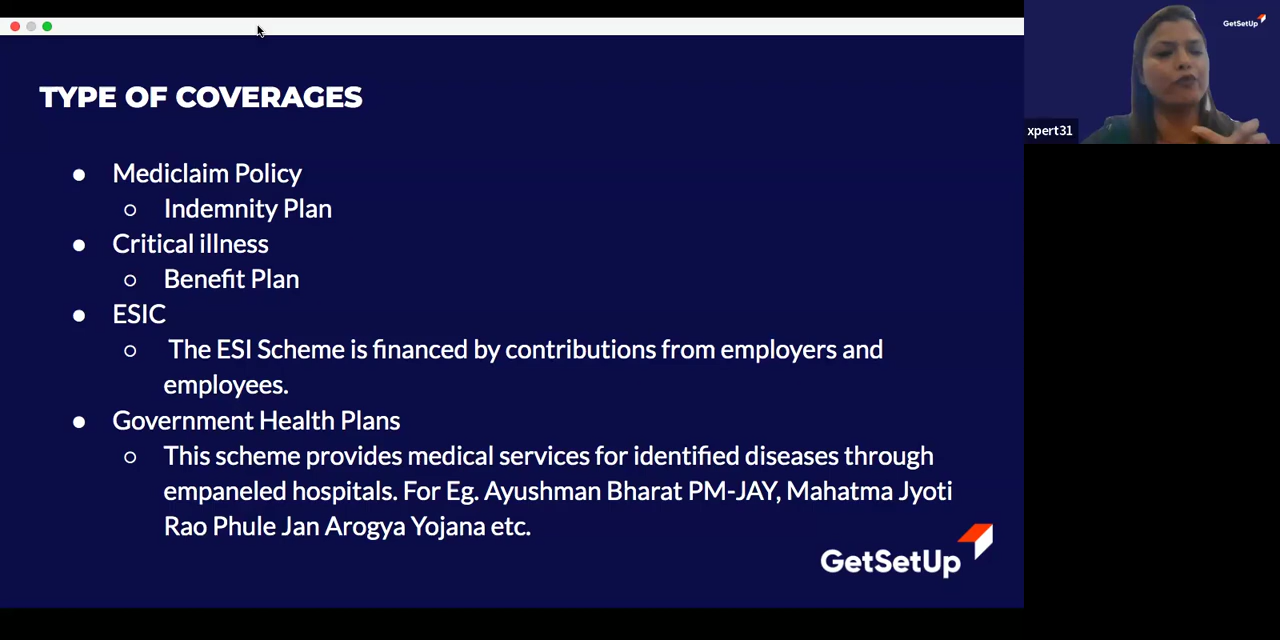 GetSetUp
TYPE OF COVERAGES
xpert31
● Mediclaim Policy
○ Indemnity Plan
● Critical illness
○ Benefit Plan
● ESIC
○ The ESI Scheme is financed by contributions from employers and
employees.
● Government Health Plans
○ This scheme provides medical services for identified diseases through
empaneled hospitals. For Eg. Ayushman Bharat PM-JAY, Mahatma Jyoti
Rao Phule Jan Arogya Yojana etc.
GetSetUp